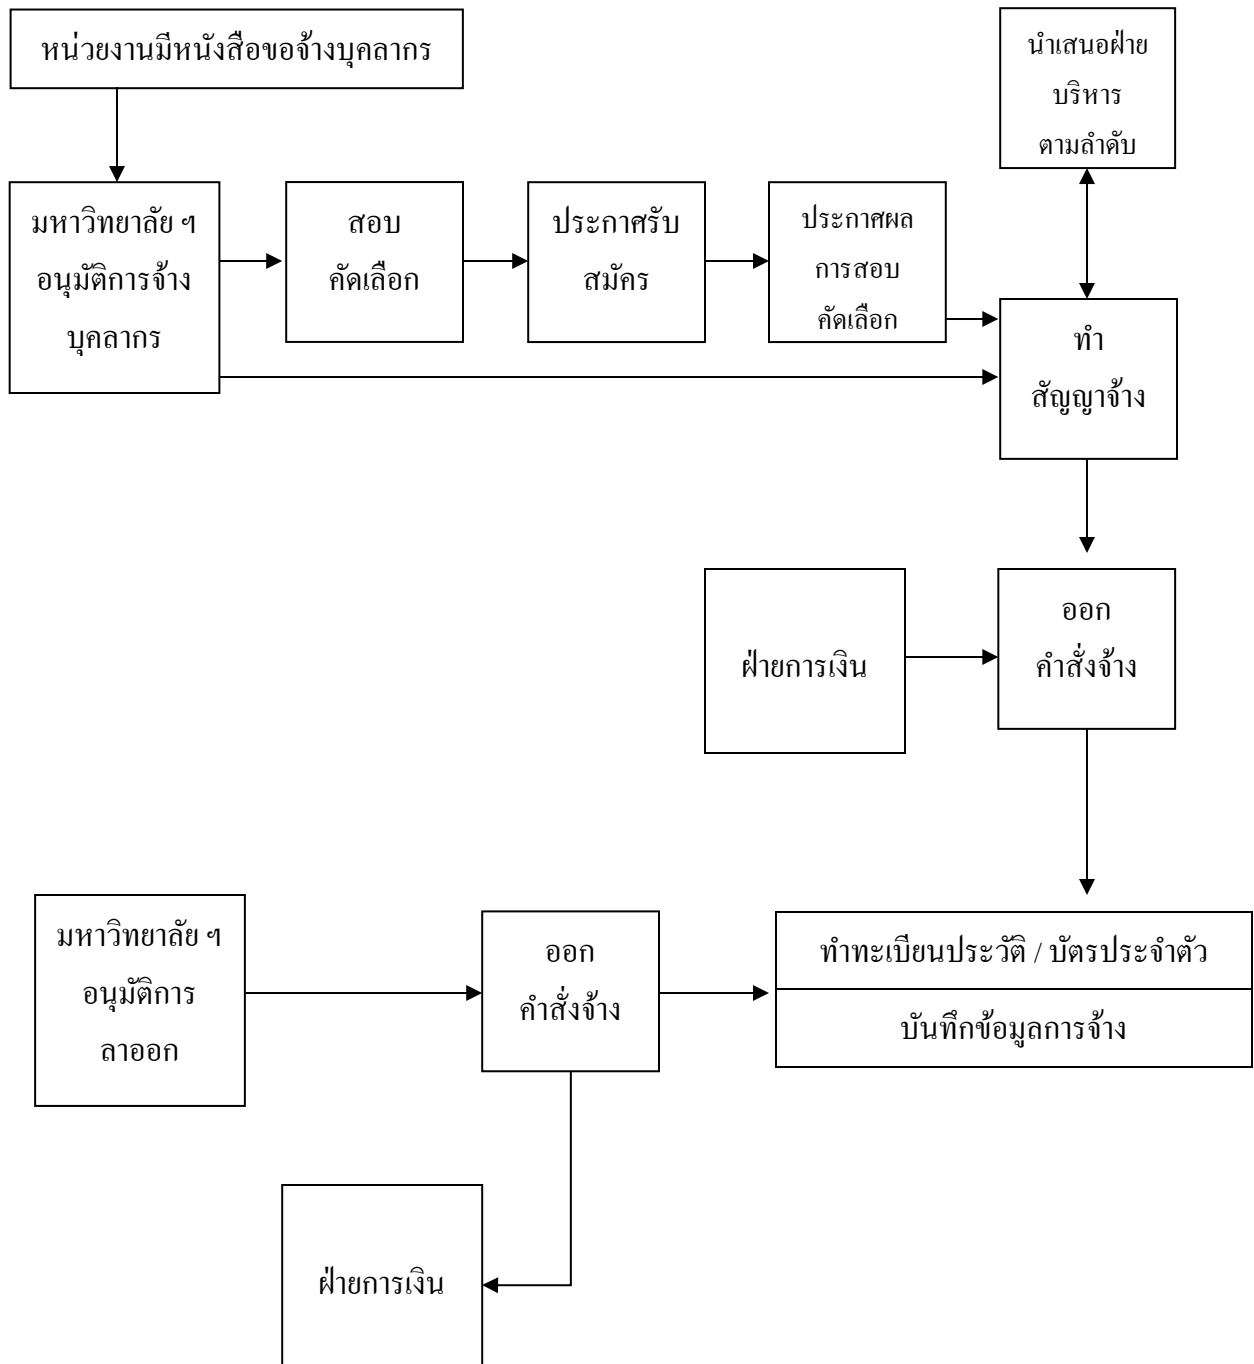 หน่วยงานมีหนังสือขอจ้างบุคลากร
นำเสนอฝ่าย
บริหาร
ตามลำดับ
มหาวิทยาลัย ฯ
อนุมัติการจ้าง
บุคลากร
สอบ
คัดเลือก
ประกาศรับ
สมัคร
ประกาศผล
การสอบ
คัดเลือก
ทำ
สัญญาจ้าง
ฝ่ายการเงิน
ออก
คำสั่งจ้าง
มหาวิทยาลัย ฯ
อนุมัติการ
ลาออก
ออก
คำสั่งจ้าง
ทำทะเบียนประวัติ / บัตรประจำตัว
บันทึกข้อมูลการจ้าง
ฝ่ายการเงิน